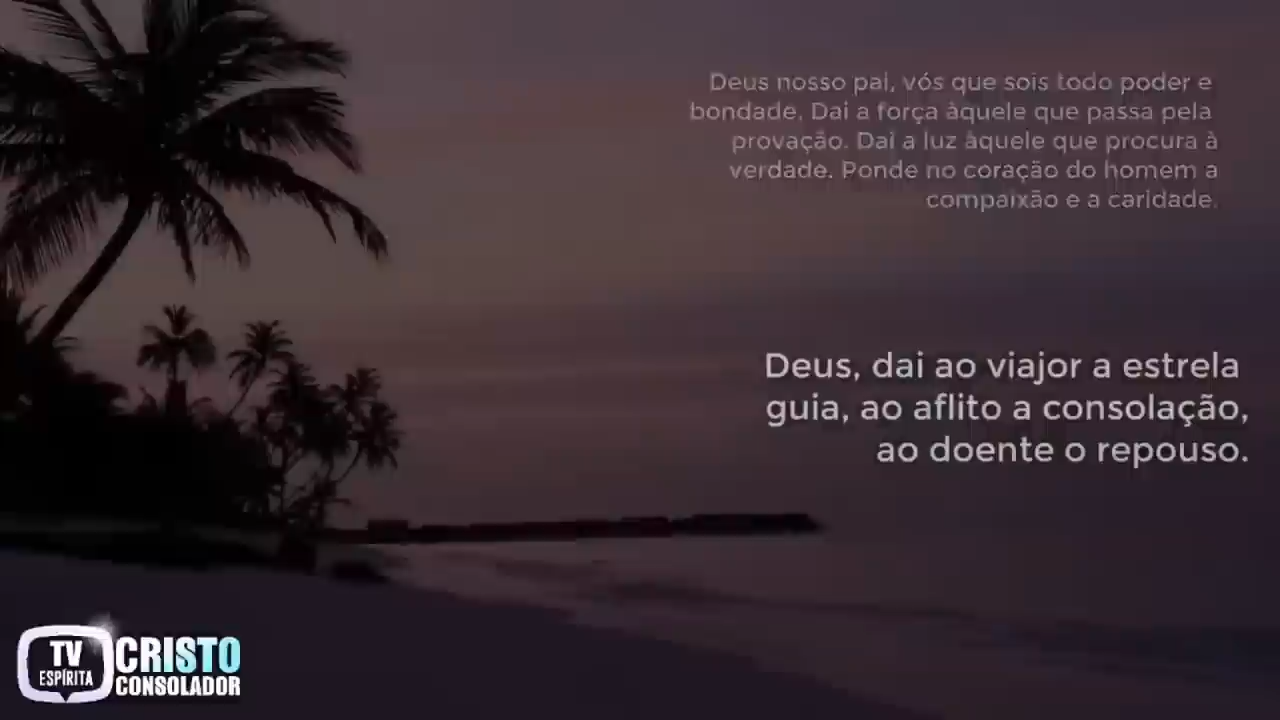 Deus nosso pai, vós que sois todo poder e
bondade. Dai a força àquele que passa pela
provação. Dai a luz àquele que procura à
verdade. Ponde no coração do homem a
compaixão e a caridade.
Deus, dai ao viajor a estrela
guia, ao aflito a consolação,
ao doente o repouso.
TV
ESPÍRITA
CRISTO
CONSOLADOR